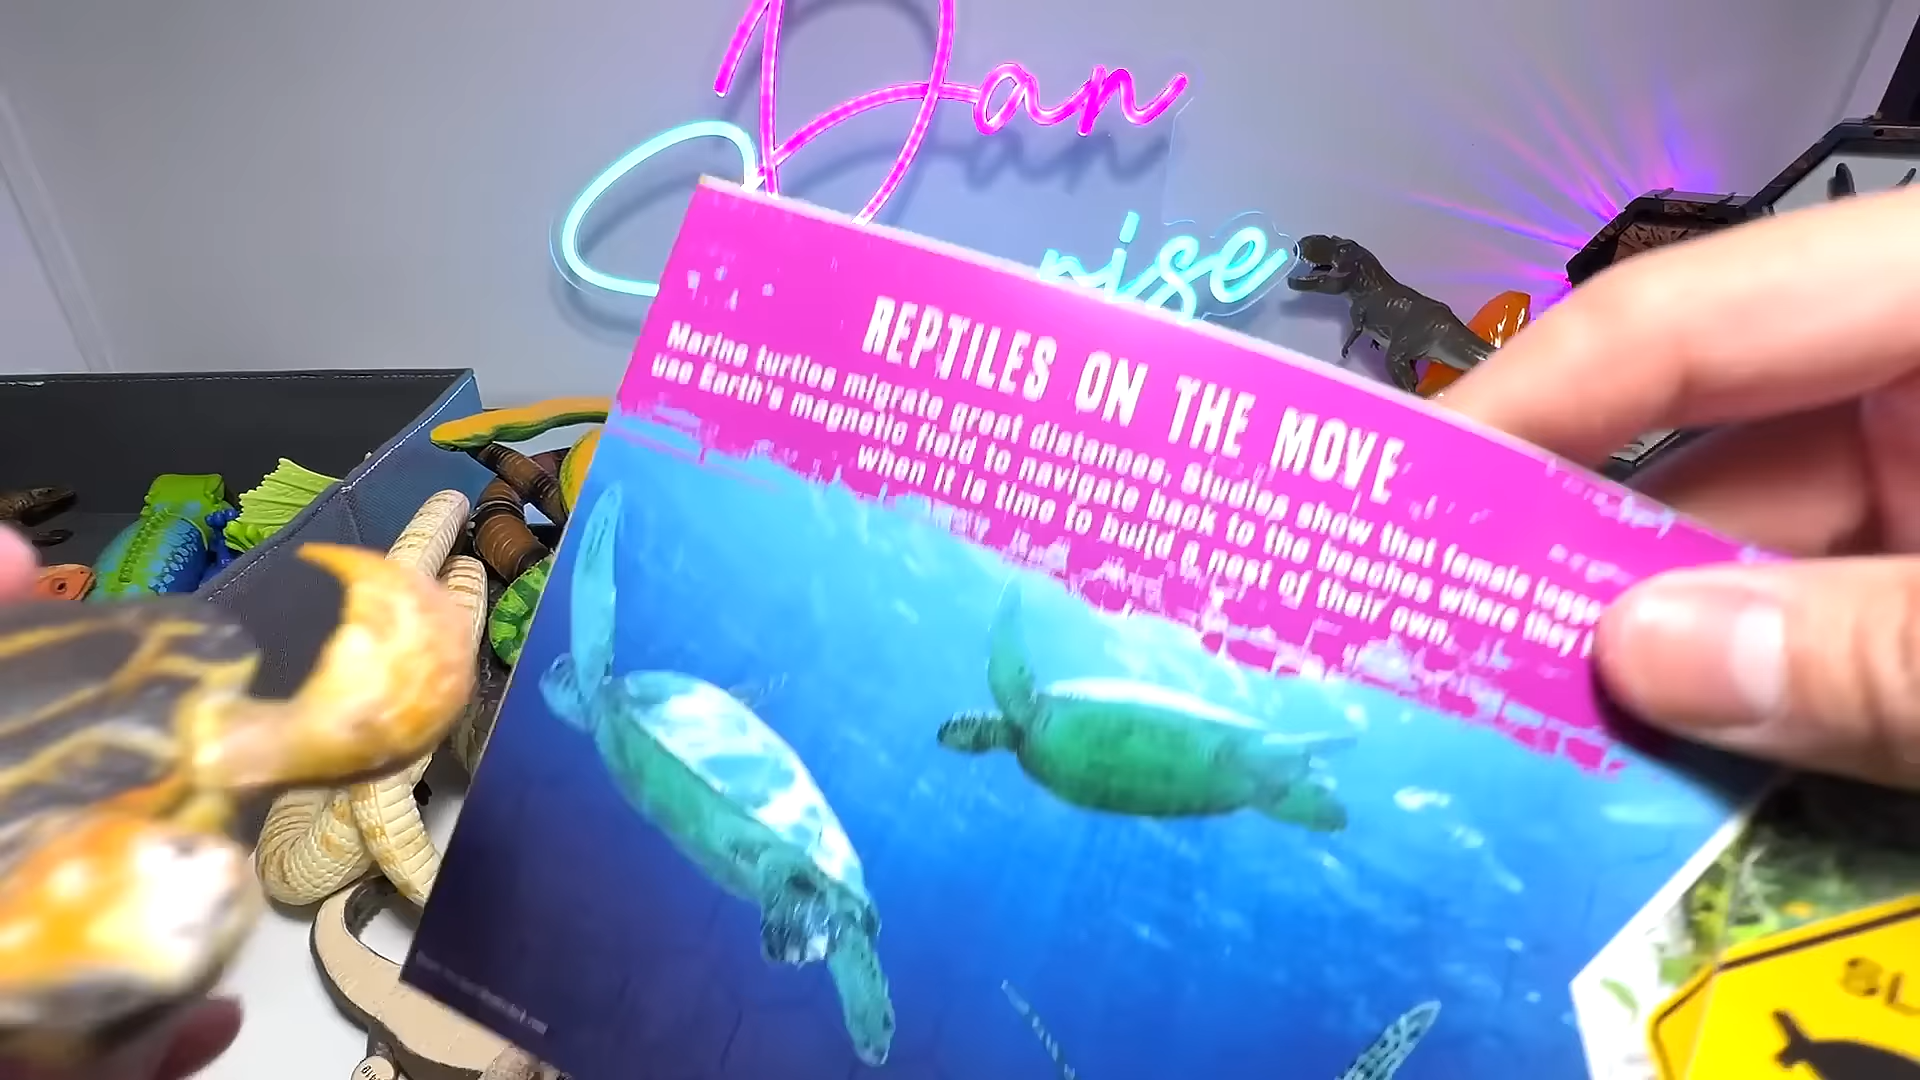 Dan
rise
REPTILES ON THE MOVE
Marine turtles migrate great distances. Studies show that female logge
use Earth's magnetic field to navigate back to the beaches where they
when it is time to build a nest of their own.
SL